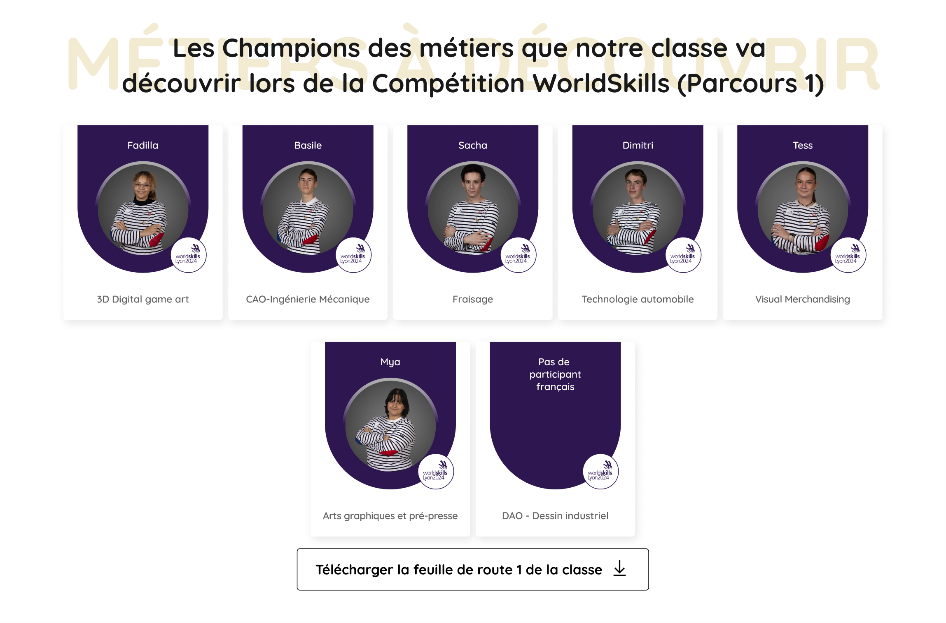 MÉTIERS À DÉCOUVRIR
Les Champions des métiers que notre classe va
découvrir lors de la Compétition WorldSkills (Parcours 1)
Fadilla
worldskills
Lyon2024
3D Digital game art
Basile
worldskills
Lyon2024
CAO-Ingénierie Mécanique
Sacha
worldskills
Lyon2024
Fraisage
Dimitri
worldskills
Lyon2024
Technologie automobile
Tess
worldskills
Lyon2024
Visual Merchandising
Mya
worldskills
Lyon2024
Arts graphiques et pré-presse
Pas de
participant
français
worldskills
Lyon2024
DAO - Dessin industriel
Télécharger la feuille de route 1 de la classe